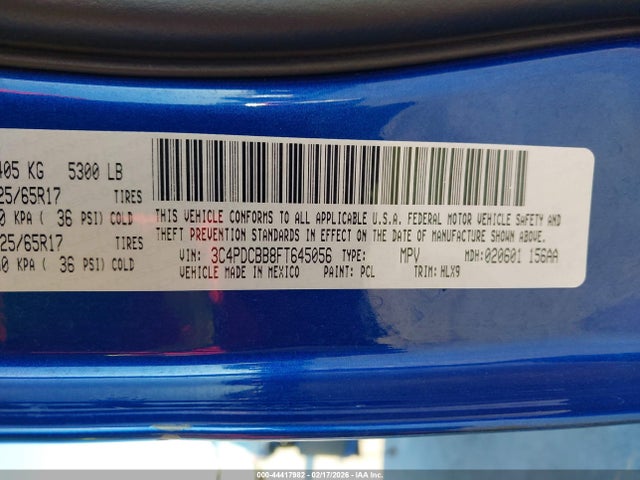 405 KG 5300 LB
25/65R17 TIRES
0 KPA ( 36 PSI) COLD
25/65R17 TIRES
0 KPA ( 36 PSI) COLD
THIS VEHICLE CONFORMS TO ALL APPLICABLE U.S.A. FEDERAL MOTOR VEHICLE SAFETY AND
THEFT PREVENTION STANDARDS IN EFFECT ON THE DATE OF MANUFACTURE SHOWN ABOVE.
VIN: 3C4PDCBB8FT645056 TYPE: MPV MDH: 020601 156AA
VEHICLE MADE IN MEXICO PAINT: PCL TRIM: HLX9
000-44417982 - 02/17/2026 - IAA Inc.